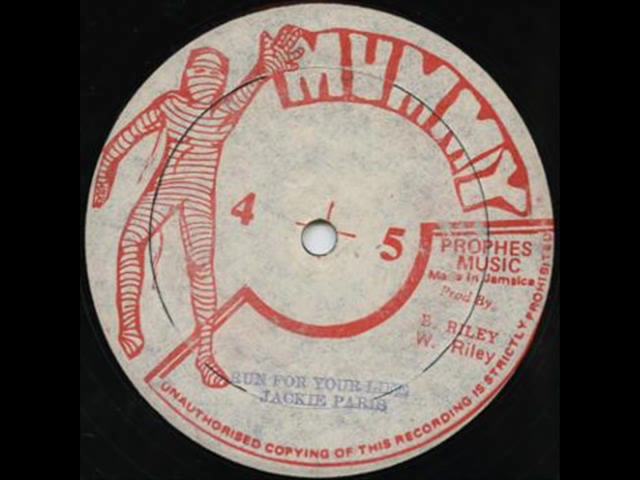 MUMMY
4 5
PROPHES
MUSIC
Made in Jamaica
Prod By.
B. RILEY
W. Riley
RUN FOR YOUR LIFE
JACKIE PARIS
UNAUTHORISED COPYING OF THIS RECORDING IS STRICTLY PROHIBITED